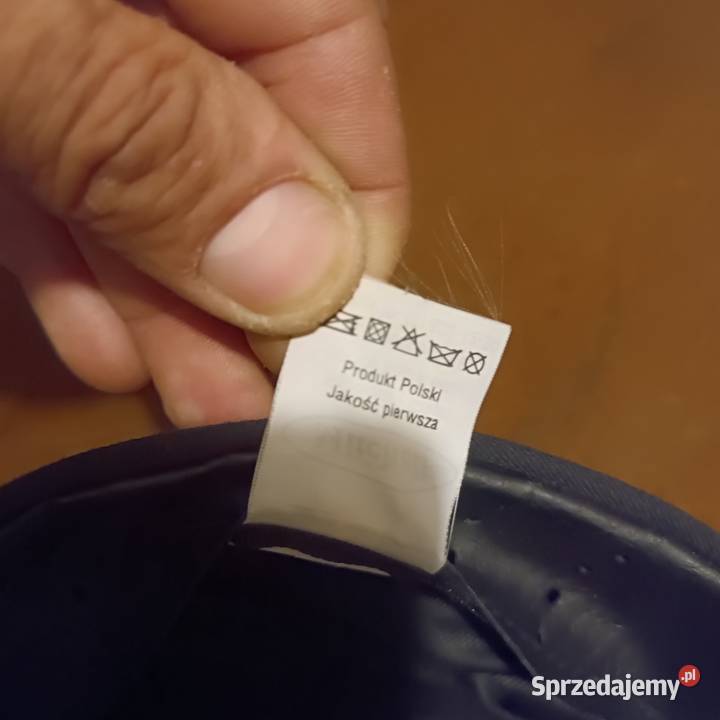 Produkt Polski
Jakość pierwsza
Sprzedajemy.pl